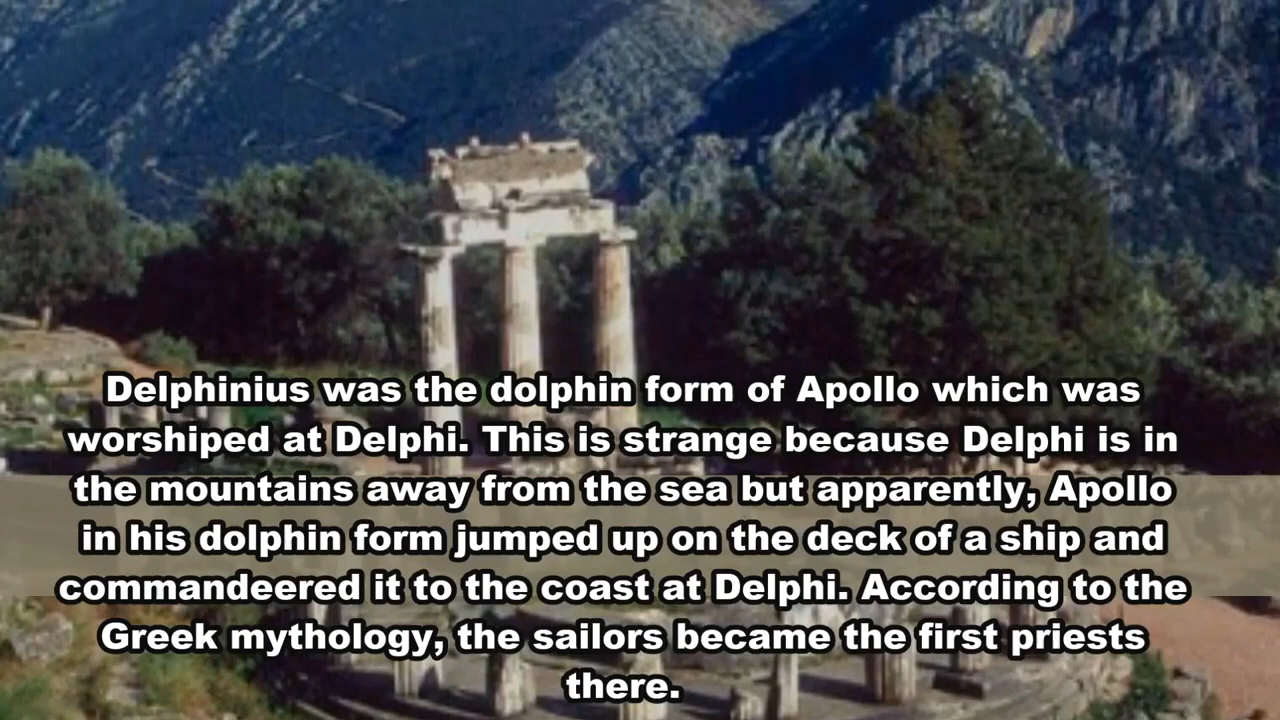 Delphinius was the dolphin form of Apollo which was
worshiped at Delphi. This is strange because Delphi is in
the mountains away from the sea but apparently, Apollo
in his dolphin form jumped up on the deck of a ship and
commandeered it to the coast at Delphi. According to the
Greek mythology, the sailors became the first priests
there.